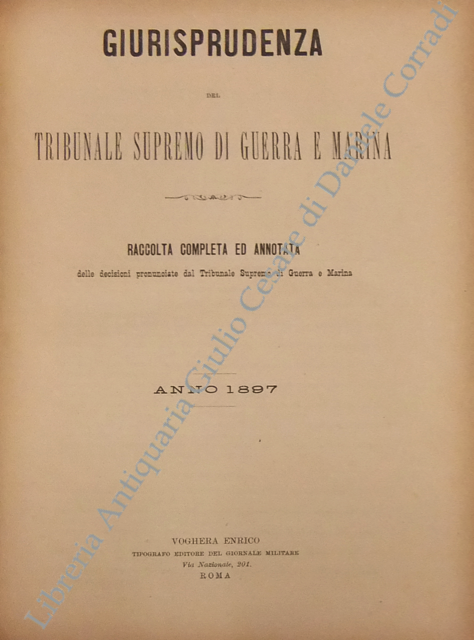 GIURISPRUDENZA
DEL
TRIBUNALE SUPREMO DI GUERRA E MARINA
RACCOLTA COMPLETA ED ANNOTATA
delle decizioni pronunciate dal Tribunale Supremo di Guerra e Marina
ANNO 1897
VOGHERA ENRICO
TIPOGRAFO EDITORE DEL GIORNALE MILITARE
Via Nazionale, 201.
ROMA
Libreria Antiquaria Giulio Cesare di Daniele Corradi